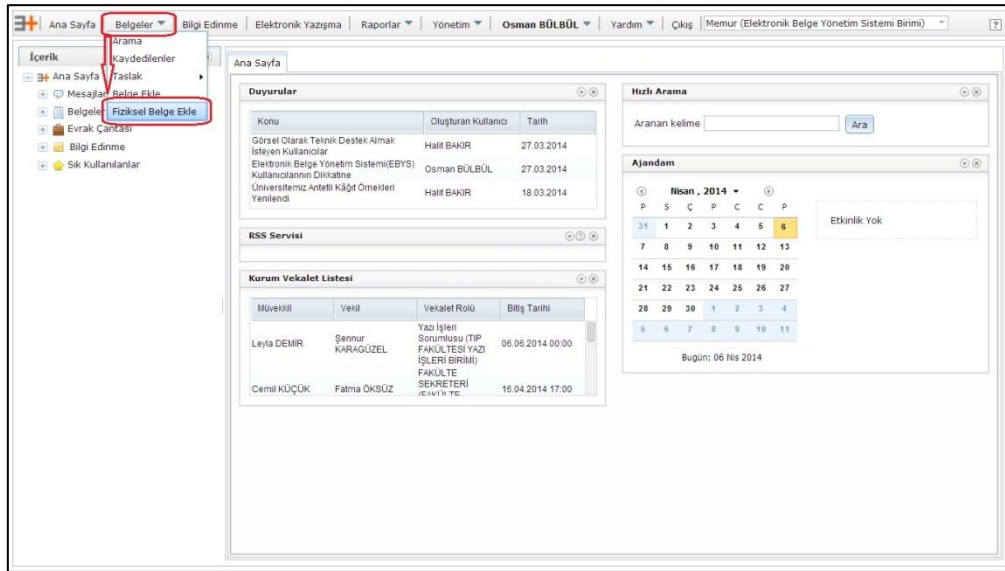 Ana Sayfa Belgeler Bilgi Edinme Elektronik Yazışma Raporlar Yönetim Osman BÜLBÜL Yardım Çıkış Memur (Elektronik Belge Yönetim Sistemi Birimi)
Arama
Kaydedilenler
Taslak
Belge Ekle
Fiziksel Belge Ekle
İçerik
Ana Sayfa
Mesajlar
Belgeler
Evrak Çantası
Bilgi Edinme
Sık Kullanılanlar
Ana Sayfa
Duyurular
Konu Oluşturan Kullanıcı Tarih
Görsel Olarak Teknik Destek Almak
İsteyen Kullanıcılar
Halit BAKIR 27.03.2014
Elektronik Belge Yönetim Sistemi(EBYS)
Kullanıcılarının Dikkatine
Osman BÜLBÜL 27.03.2014
Üniversitemiz Antetli Kâğıt Örnekleri
Yenilendi
Halit BAKIR 18.03.2014
RSS Servisi
Kurum Vekalet Listesi
Müvekkil Vekil Vekalet Rolü Bitiş Tarihi
Leyla DEMİR
Şennur
KARAGÜZEL
Yazı İşleri
Sorumlusu (TIP
FAKÜLTESİ YAZI
İŞLERİ BİRİMİ)
06.06.2014 00:00
Cemil KÜÇÜK Fatma ÖKSÜZ
FAKÜLTE
SEKRETERİ
(FAKÜLTE
16.04.2014 17:00
Hızlı Arama
Aranan kelime Ara
Ajandam
Nisan , 2014
P S Ç P C C P
31 1 2 3 4 5 6
7 8 9 10 11 12 13
14 15 16 17 18 19 20
21 22 23 24 25 26 27
28 29 30 1 2 3 4
5 6 7 8 9 10 11
Bugün: 06 Nis 2014
Etkinlik Yok